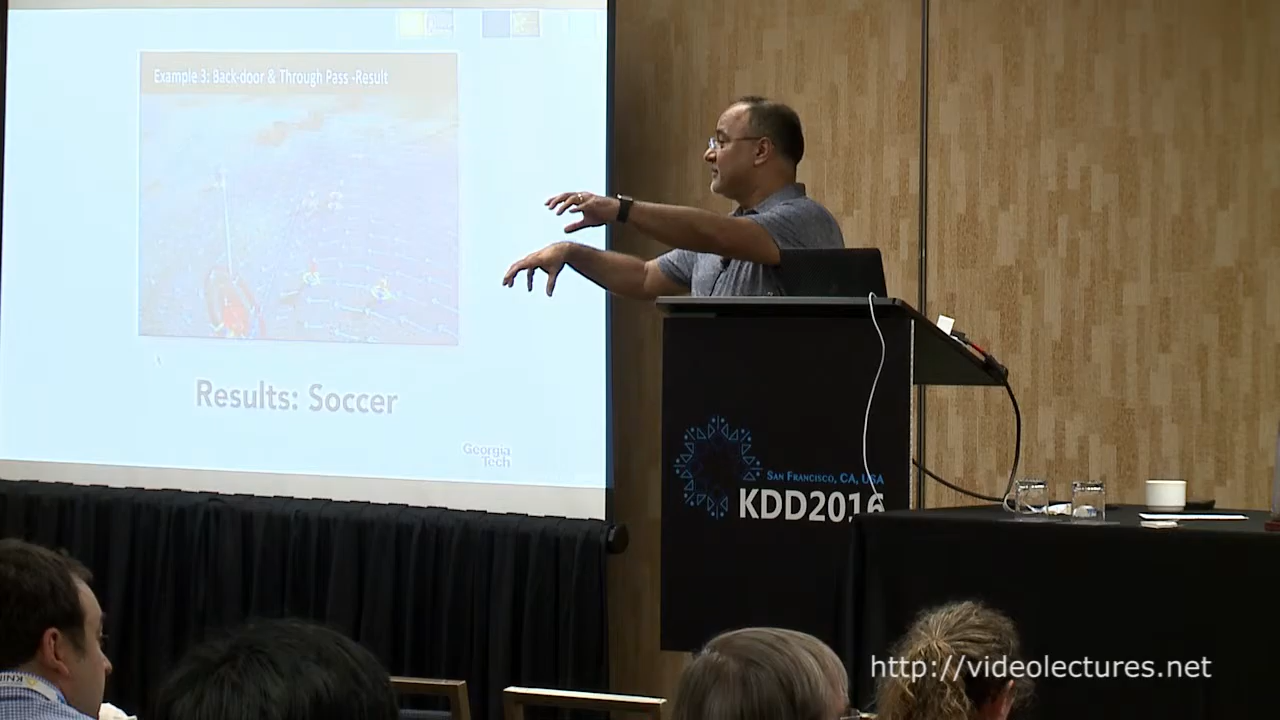 Example 3: Back-door & Through Pass -Result
Results: Soccer
Georgia
Tech
SAN FRANCISCO, CA, USA
KDD2016
KNI
http://videolectures.net